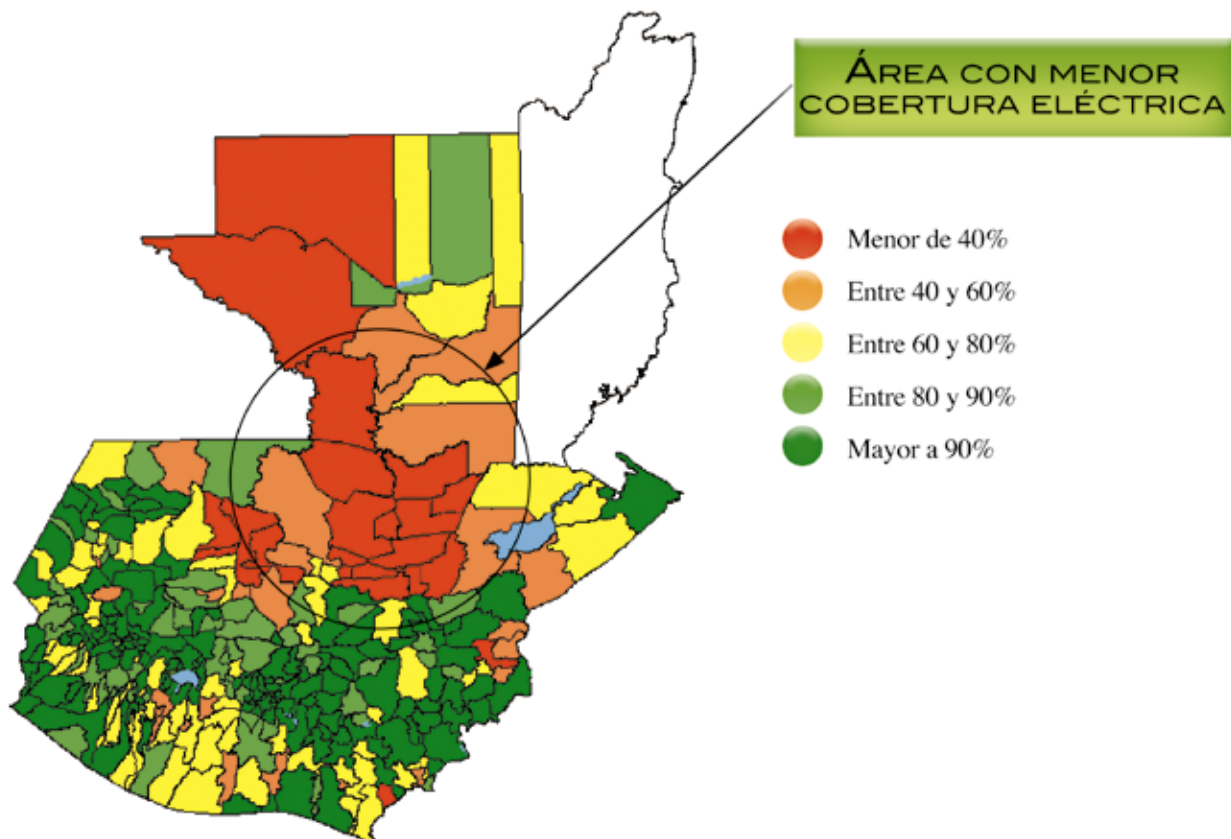 ÁREA CON MENOR
COBERTURA ELÉCTRICA
Menor de 40%
Entre 40 y 60%
Entre 60 y 80%
Entre 80 y 90%
Mayor a 90%